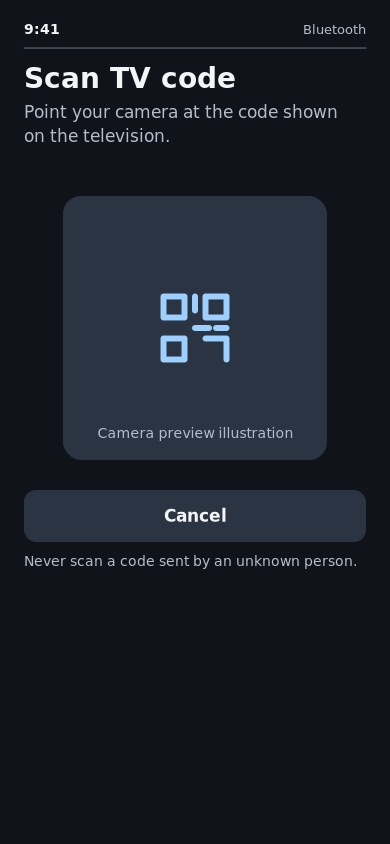 9:41
Bluetooth
Scan TV code
Point your camera at the code shown
on the television.
Camera preview illustration
Cancel
Never scan a code sent by an unknown person.